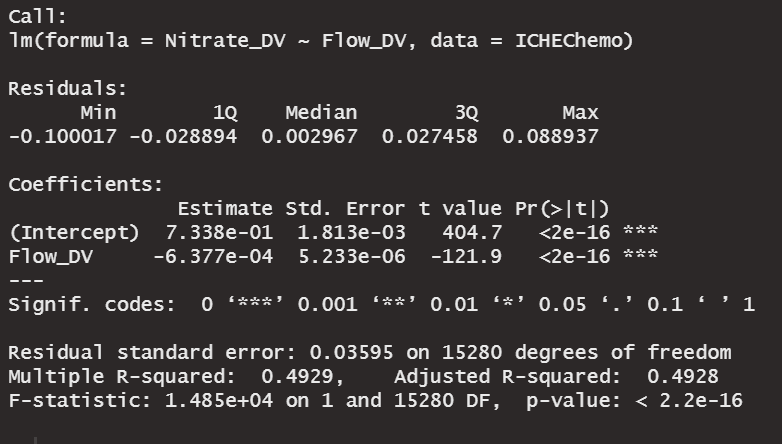 Call:
lm(formula = Nitrate_DV ~ Flow_DV, data = ICHEChemo)
Residuals:
Min 1Q Median 3Q Max
-0.100017 -0.028894 0.002967 0.027458 0.088937
Coefficients:
Estimate Std. Error t value Pr(>|t|)
(Intercept) 7.338e-01 1.813e-03 404.7 <2e-16 ***
Flow_DV -6.377e-04 5.233e-06 -121.9 <2e-16 ***
---
Signif. codes: 0 ‘***’ 0.001 ‘**’ 0.01 ‘*’ 0.05 ‘.’ 0.1 ‘ ’ 1
Residual standard error: 0.03595 on 15280 degrees of freedom
Multiple R-squared: 0.4929, Adjusted R-squared: 0.4928
F-statistic: 1.485e+04 on 1 and 15280 DF, p-value: < 2.2e-16